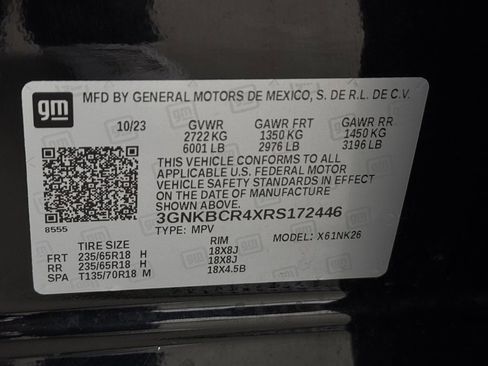 gm
MFD BY GENERAL MOTORS DE MEXICO, S. DE R.L. DE C.V.
10/23 GVWR GAWR FRT GAWR RR
2722 KG 1350 KG 1450 KG
6001 LB 2976 LB 3196 LB
THIS VEHICLE CONFORMS TO ALL
APPLICABLE U.S. FEDERAL MOTOR
VEHICLE SAFETY STANDARDS IN EFFECT
ON THE DATE OF MANUFACTURE
SHOWN ABOVE.
8555 3GNKBCR4XRS172446
TYPE: MPV MODEL: X61NK26
TIRE SIZE RIM
FRT 235/65R18 H 18X8J
RR 235/65R18 H 18X8J
SPA T135/70R18 M 18X4.5B